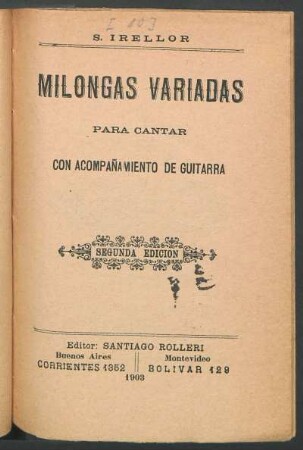 S. IRELLOR
MILONGAS VARIADAS
PARA CANTAR
CON ACOMPAÑAMIENTO DE GUITARRA
SEGUNDA EDICION
Editor: SANTIAGO ROLLERI
Buenos Aires || Montevideo
CORRIENTES 1352 || BOLIVAR 129
1903